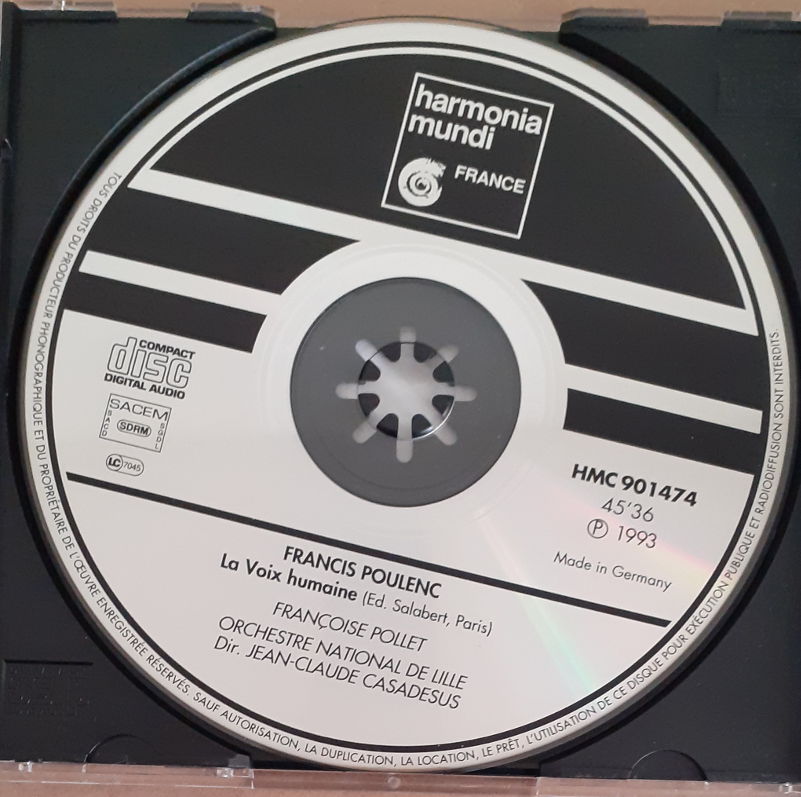 harmonia
mundi
FRANCE
COMPACT
disc
DIGITAL AUDIO
SACEM
SACD
SDRM
SGDL
LC 7045
HMC 901474
45'36
Ⓟ 1993
Made in Germany
FRANCIS POULENC
La Voix humaine (Ed. Salabert, Paris)
FRANÇOISE POLLET
ORCHESTRE NATIONAL DE LILLE
Dir. JEAN-CLAUDE CASADESUS
TOUS DROITS DU PRODUCTEUR PHONOGRAPHIQUE ET DU PROPRIÉTAIRE DE L'ŒUVRE ENREGISTRÉE RÉSERVÉS. SAUF AUTORISATION, LA DUPLICATION, LA LOCATION, LE PRÊT, L'UTILISATION DE CE DISQUE POUR EXÉCUTION PUBLIQUE ET RADIODIFFUSION SONT INTERDITS.